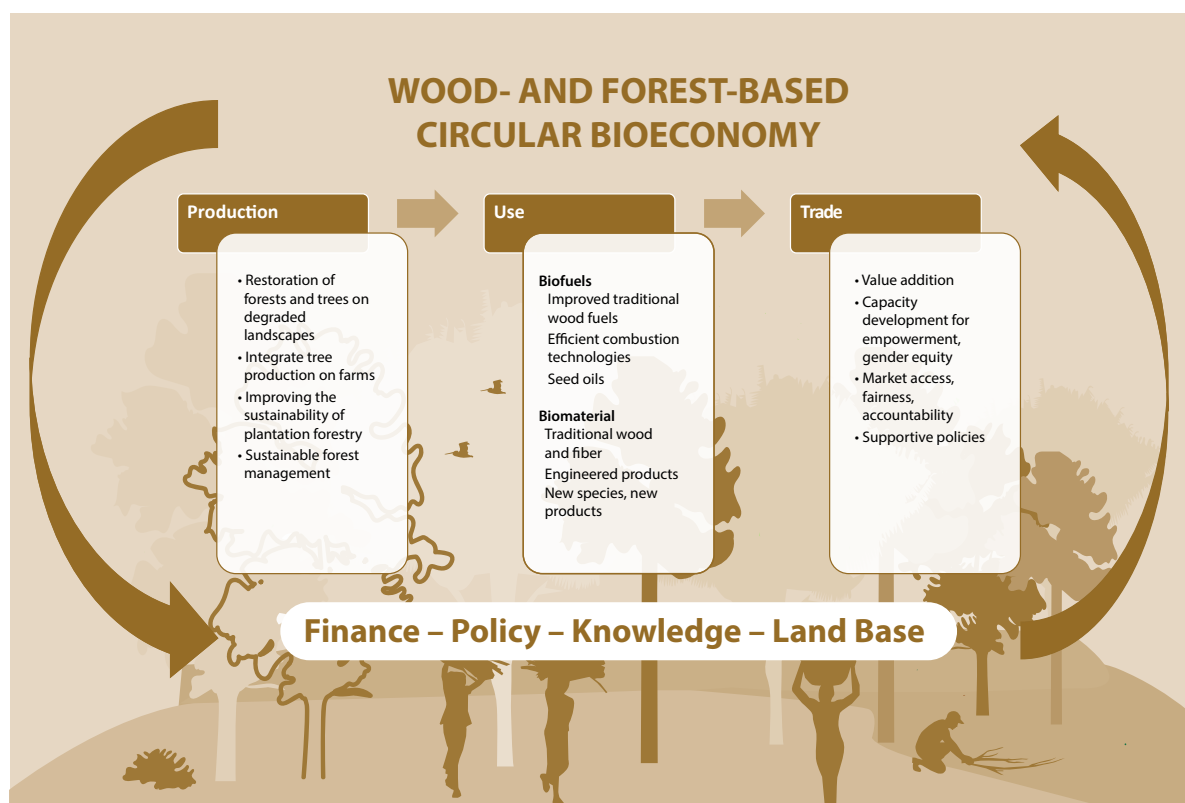 WOOD- AND FOREST-BASED
CIRCULAR BIOECONOMY
Production
• Restoration of
forests and trees on
degraded
landscapes
• Integrate tree
production on farms
• Improving the
sustainability of
plantation forestry
• Sustainable forest
management
Use
Biofuels
Improved traditional
wood fuels
Efficient combustion
technologies
Seed oils
Biomaterial
Traditional wood
and fiber
Engineered products
New species, new
products
Trade
• Value addition
• Capacity
development for
empowerment,
gender equity
• Market access,
fairness,
accountability
• Supportive policies
Finance – Policy – Knowledge – Land Base